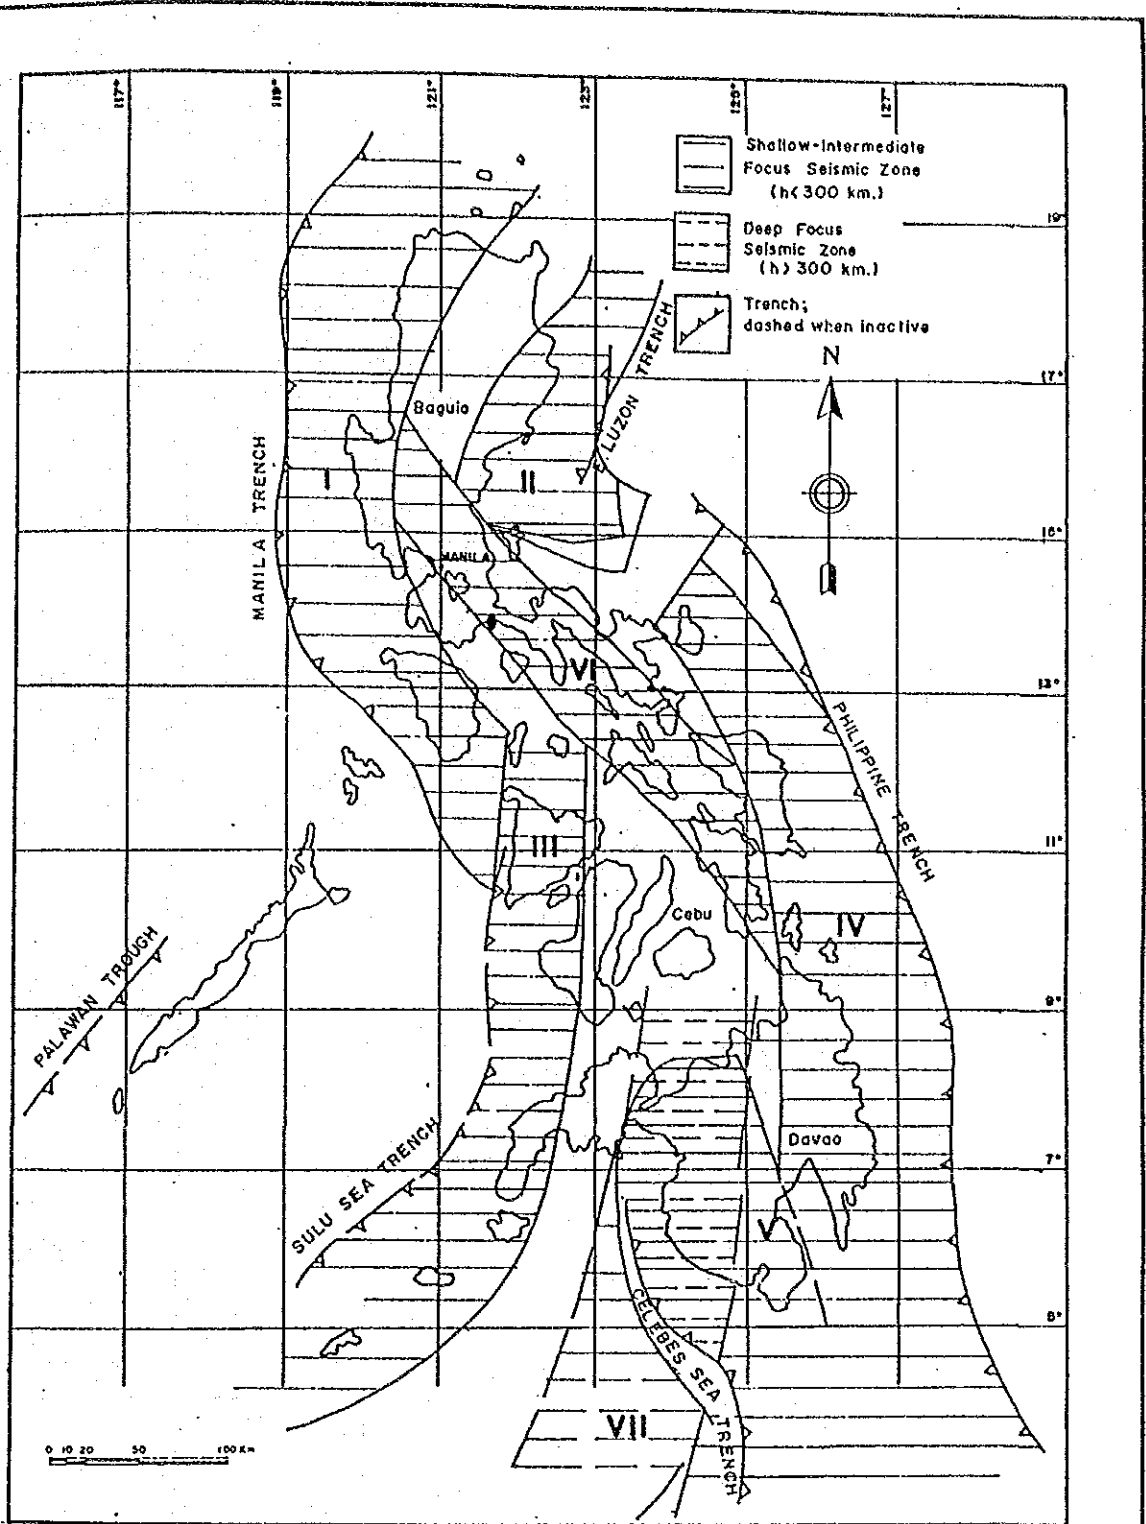 117°
119°
121°
123°
125°
127°
Shallow-Intermediate
Focus Seismic Zone
(h< 300 km.)
19°
Deep Focus
Seismic Zone
(h> 300 km.)
Trench;
dashed when inactive
LUZON TRENCH
N
17°
Baguio
MANILA TRENCH
I
II
15°
MANILA
VI
13°
PHILIPPINE TRENCH
III
11°
Cebu
IV
PALAWAN TROUGH
9°
Davao
7°
SULU SEA TRENCH
V
CELEBES SEA TRENCH
VII
0 10 20 50 100 Km